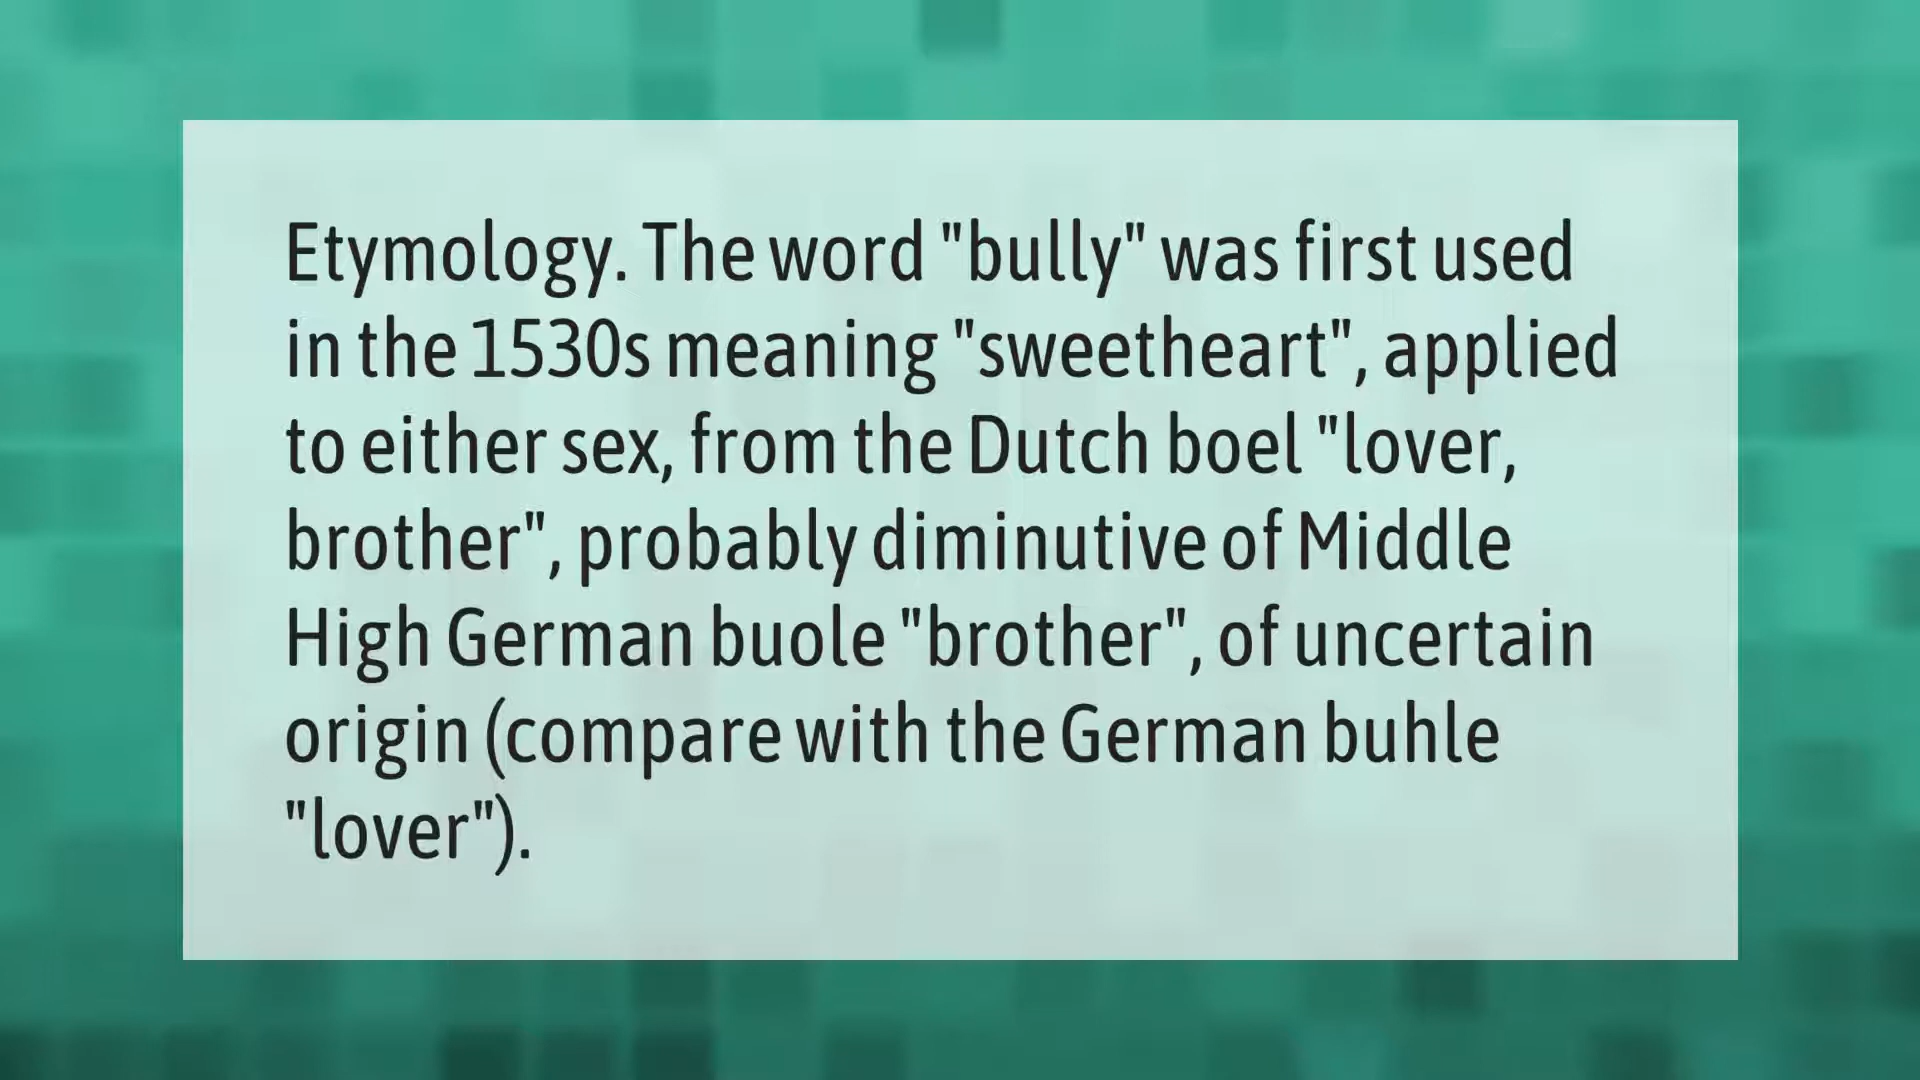 Etymology. The word "bully" was first used
in the 1530s meaning "sweetheart", applied
to either sex, from the Dutch boel "lover,
brother", probably diminutive of Middle
High German buole "brother", of uncertain
origin (compare with the German buhle
"lover").